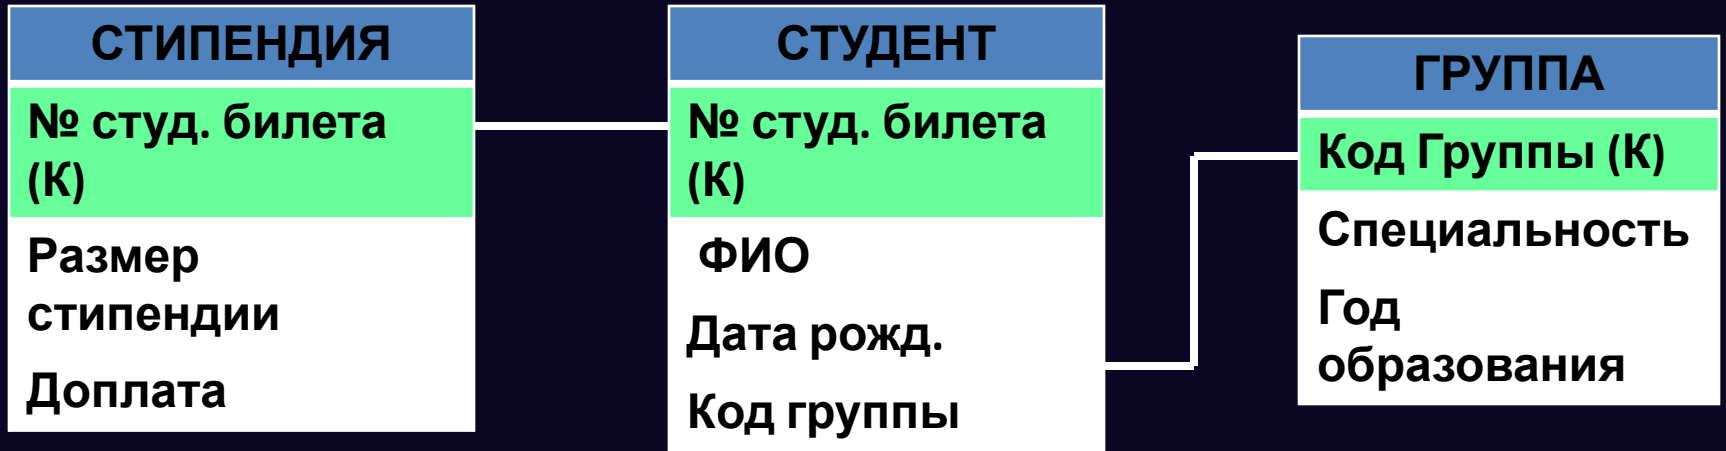 СТИПЕНДИЯ
№ студ. билета
(К)
Размер
стипендии
Доплата
СТУДЕНТ
№ студ. билета
(К)
ФИО
Дата рожд.
Код группы
ГРУППА
Код Группы (К)
Специальность
Год
образования